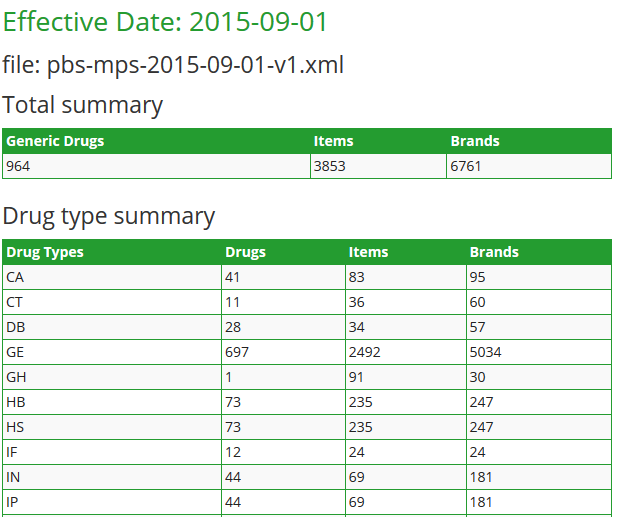 Effective Date: 2015-09-01
file: pbs-mps-2015-09-01-v1.xml
Total summary
Generic Drugs Items Brands
964 3853 6761
Drug type summary
Drug Types Drugs Items Brands
CA 41 83 95
CT 11 36 60
DB 28 34 57
GE 697 2492 5034
GH 1 91 30
HB 73 235 247
HS 73 235 247
IF 12 24 24
IN 44 69 181
IP 44 69 181